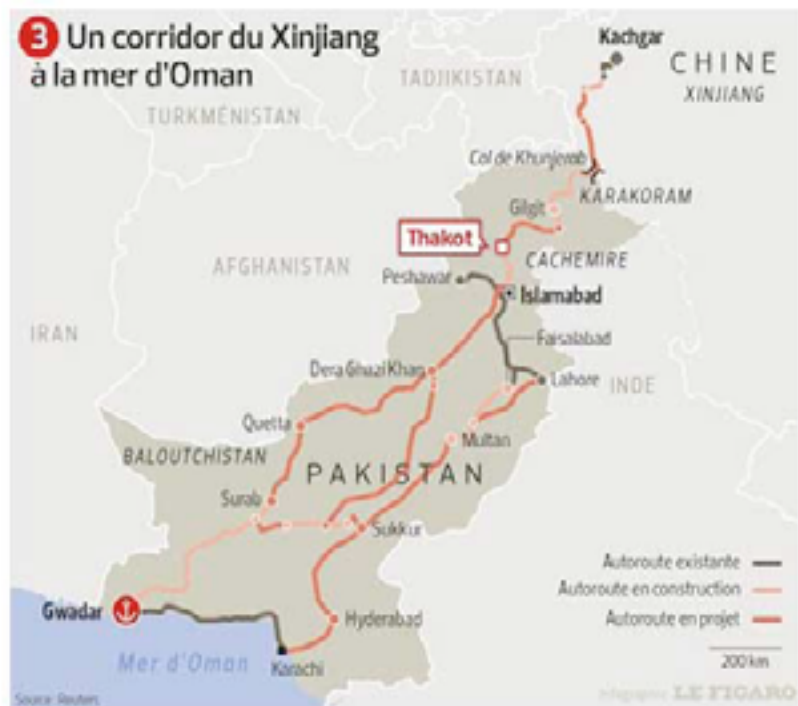 3 Un corridor du Xinjiang
à la mer d'Oman
Kachgar
CHINE
XINJIANG
TADJIKISTAN
TURKMÉNISTAN
Col de Khunjerab
KARAKORAM
Gilgit
Thakot
CACHEMIRE
AFGHANISTAN
Peshawar
Islamabad
IRAN
Faisalabad
Dera Ghazi Khan
Lahore
INDE
Quetta
Multan
BALOUTCHISTAN
PAKISTAN
Surab
Sukkur
Autoroute existante
Autoroute en construction
Gwadar
Hyderabad
Autoroute en projet
Mer d'Oman
Karachi
200 km
Source: Reuters
Infographie LE FIGARO